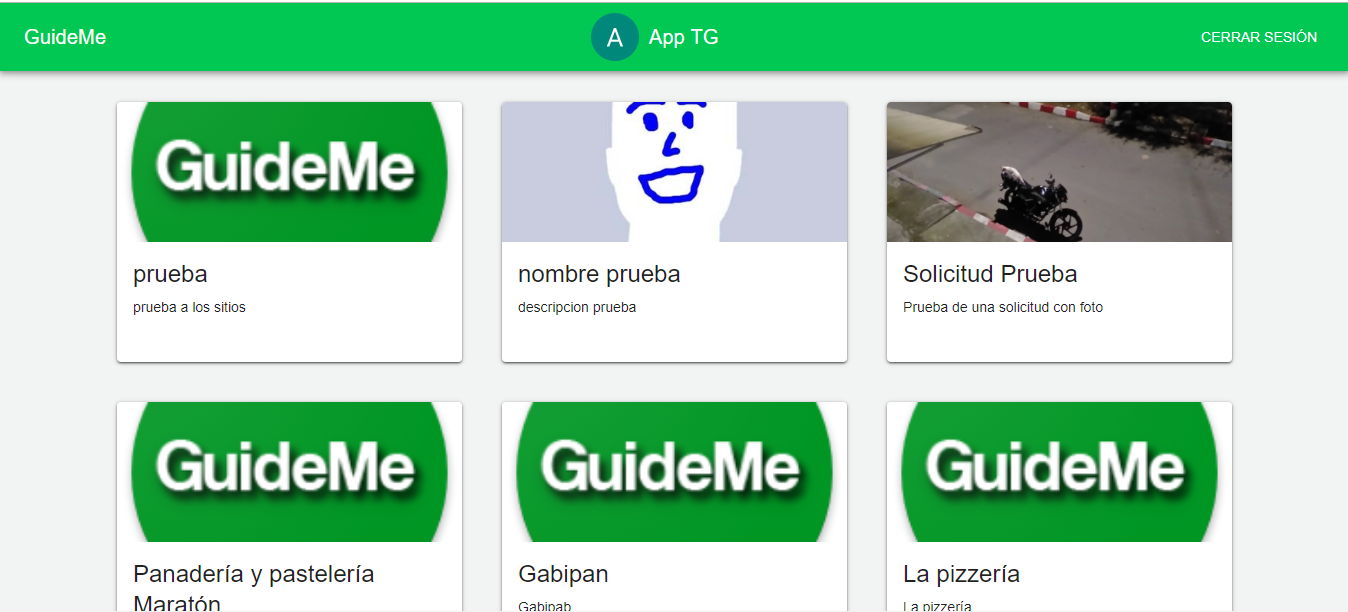 GuideMe
A App TG
CERRAR SESIÓN
GuideMe
prueba
prueba a los sitios
nombre prueba
descripcion prueba
Solicitud Prueba
Prueba de una solicitud con foto
GuideMe
Panadería y pastelería
Maratón
GuideMe
Gabipan
Gabipab
GuideMe
La pizzería
La pizzería